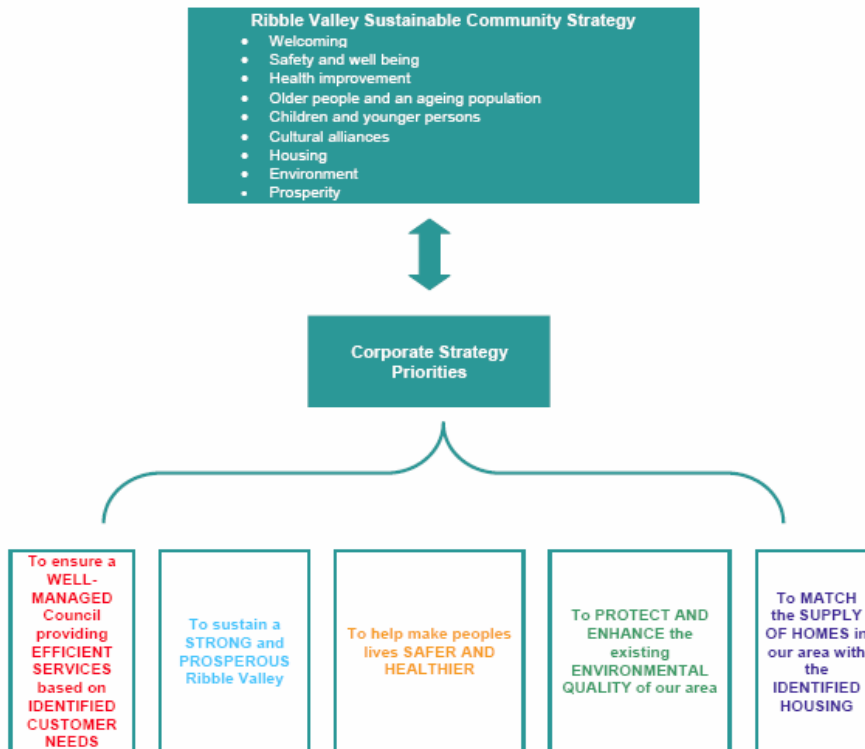 Ribble Valley Sustainable Community Strategy
• Welcoming
• Safety and well being
• Health improvement
• Older people and an ageing population
• Children and younger persons
• Cultural alliances
• Housing
• Environment
• Prosperity
Corporate Strategy
Priorities
To ensure a
WELL-
MANAGED
Council
providing
EFFICIENT
SERVICES
based on
IDENTIFIED
CUSTOMER
NEEDS
To sustain a
STRONG and
PROSPEROUS
Ribble Valley
To help make peoples
lives SAFER AND
HEALTHIER
To PROTECT AND
ENHANCE the
existing
ENVIRONMENTAL
QUALITY of our area
To MATCH
the SUPPLY
OF HOMES in
our area with
the
IDENTIFIED
HOUSING